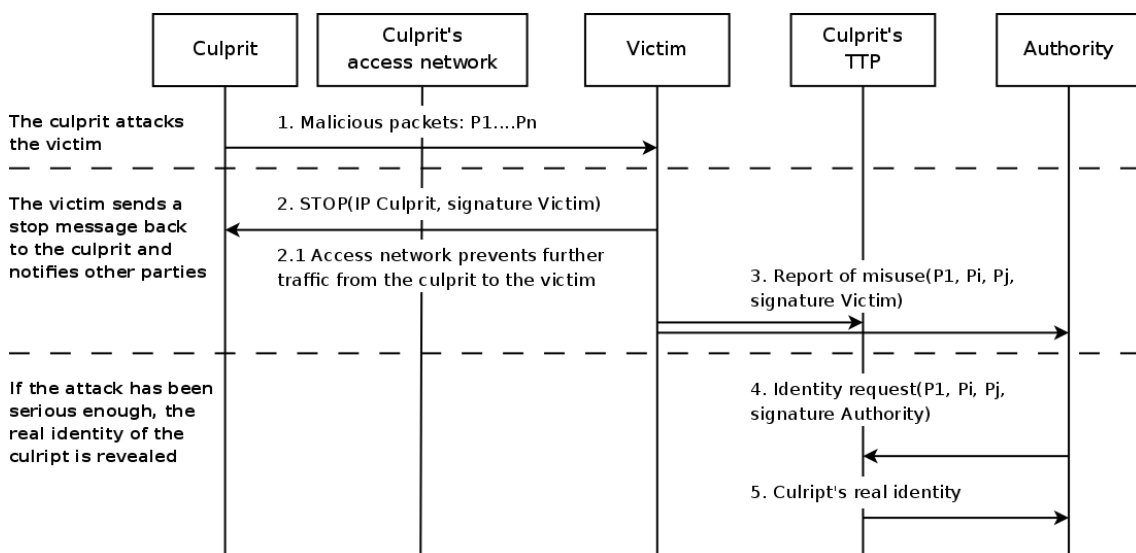 Culprit
Culprit's
access network
Victim
Culprit's
TTP
Authority
The culprit attacks
the victim
1. Malicious packets: P1....Pn
The victim sends a
stop message back
to the culprit and
notifies other parties
2. STOP(IP Culprit, signature Victim)
2.1 Access network prevents further
traffic from the culprit to the victim
3. Report of misuse(P1, Pi, Pj,
signature Victim)
If the attack has been
serious enough, the
real identity of the
culript is revealed
4. Identity request(P1, Pi, Pj,
signature Authority)
5. Culript's real identity